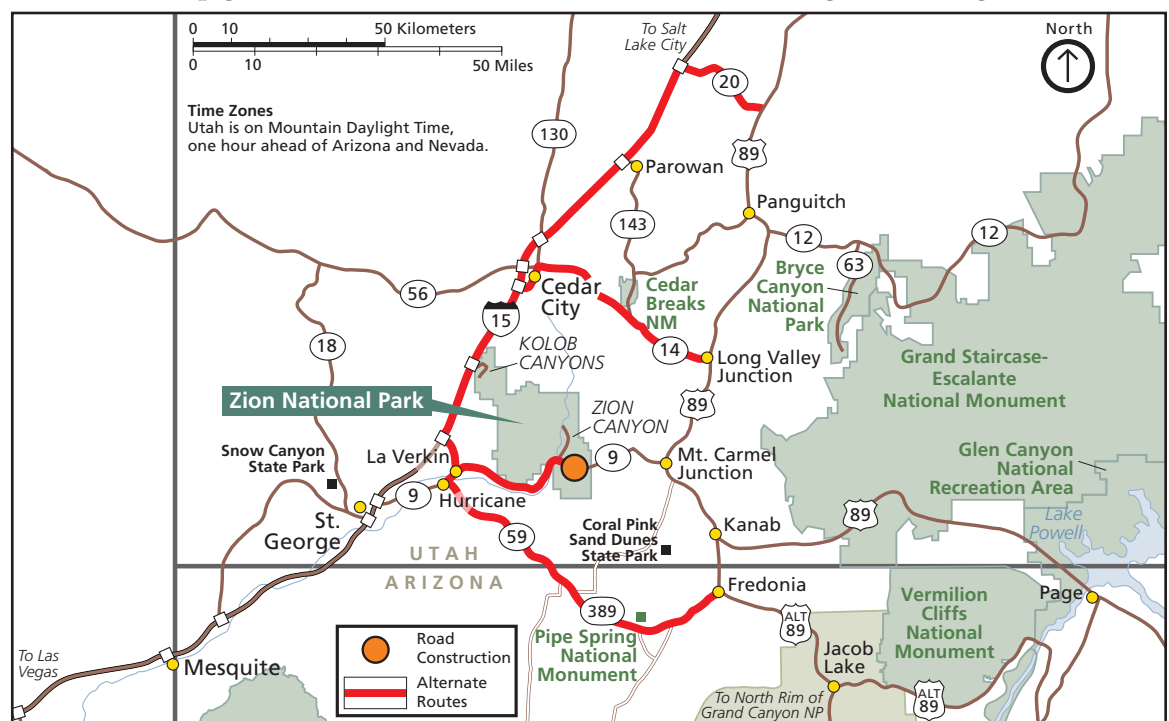 0 10 50 Kilometers
0 10 50 Miles
To Salt
Lake City
North
Time Zones
Utah is on Mountain Daylight Time,
one hour ahead of Arizona and Nevada.
20
130
89
Parowan
Panguitch
143
12
12
63
Bryce
Canyon
National
Park
Cedar
Breaks
NM
56
Cedar
City
15
18
KOLOB
CANYONS
14
Long Valley
Junction
Grand Staircase-
Escalante
National Monument
89
Zion National Park
ZION
CANYON
Snow Canyon
State Park
La Verkin
9
Mt. Carmel
Junction
Glen Canyon
National
Recreation Area
9
Hurricane
St.
George
59
Coral Pink
Sand Dunes
State Park
Kanab
89
Lake
Powell
UTAH
ARIZONA
Fredonia
389
Pipe Spring
National
Monument
ALT
89
Vermilion
Cliffs
National
Monument
Page
Road
Construction
Alternate
Routes
To Las
Vegas
Mesquite
Jacob
Lake
ALT
89
To North Rim of
Grand Canyon NP